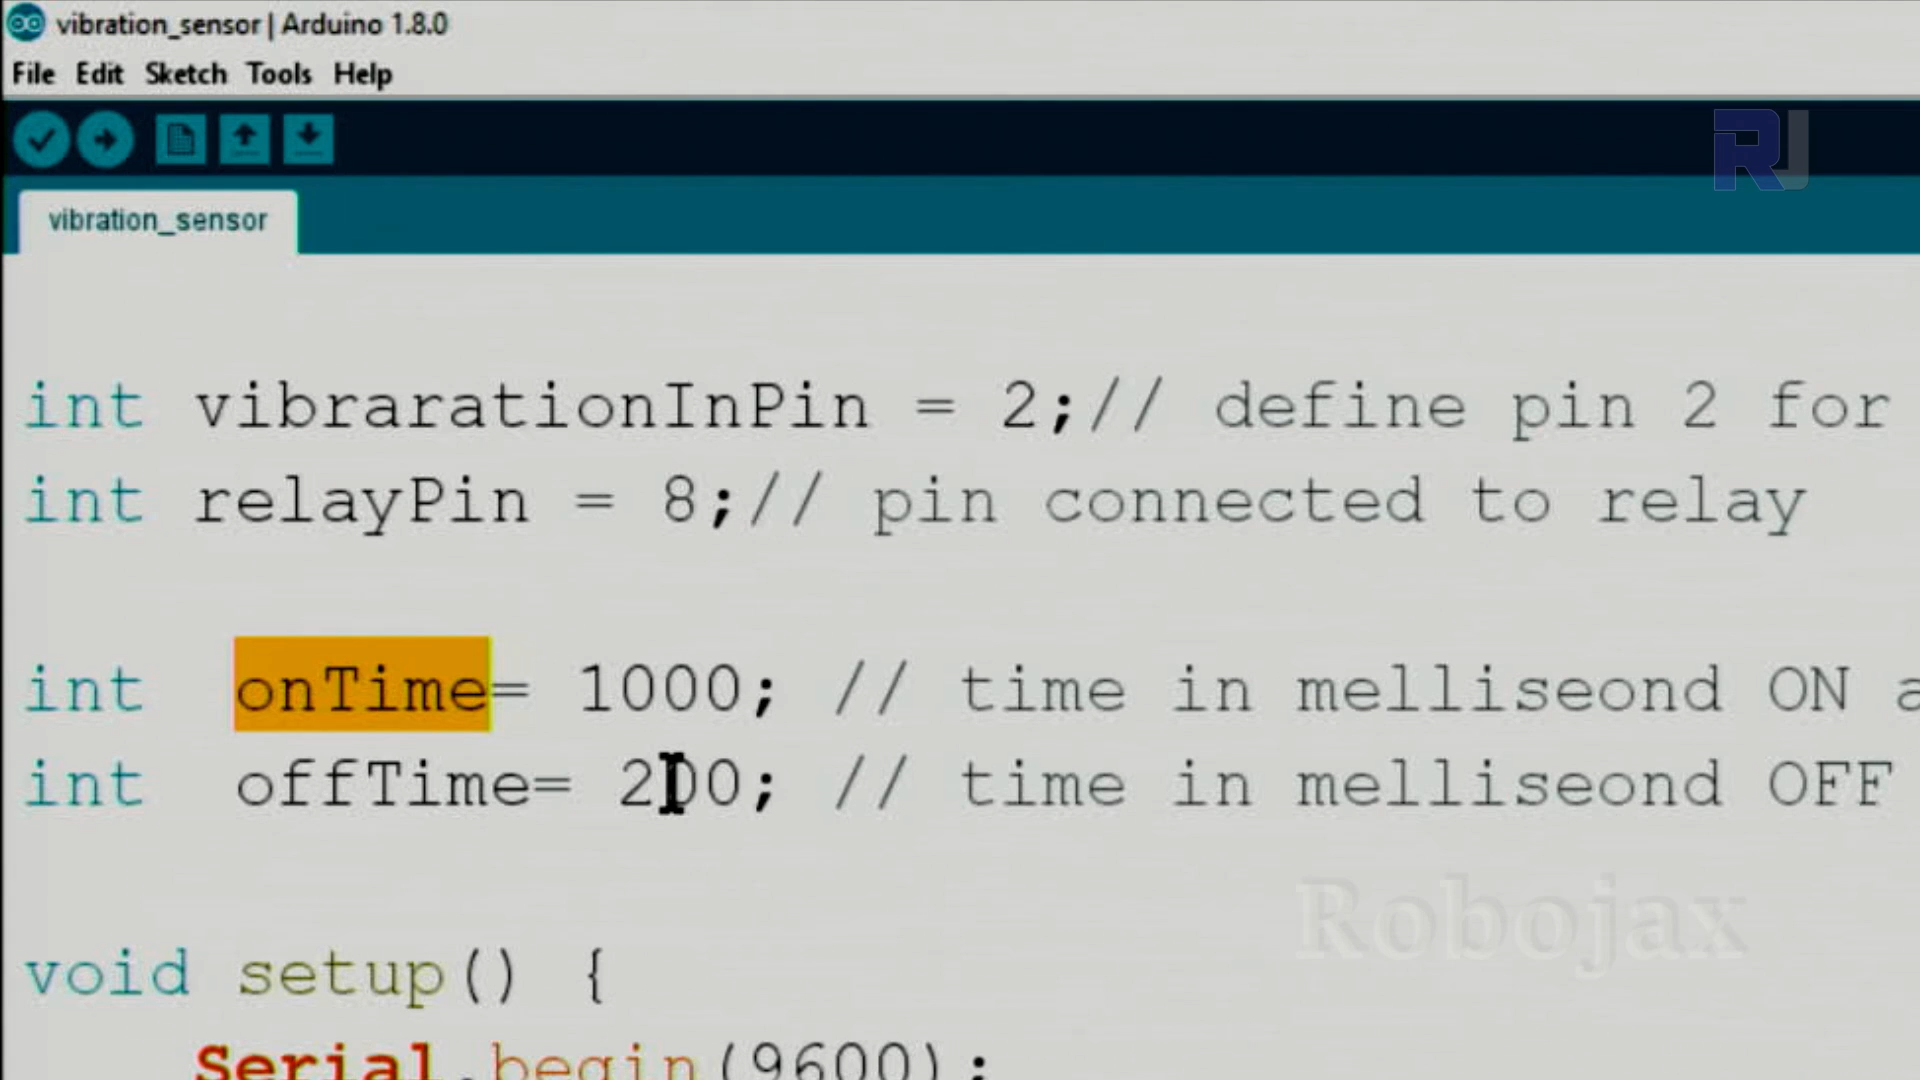 vibration_sensor | Arduino 1.8.0
File Edit Sketch Tools Help
RJ
vibration_sensor
int vibrarationInPin = 2;// define pin 2 for
int relayPin = 8;// pin connected to relay
int onTime= 1000; // time in melliseond ON a
int offTime= 200; // time in melliseond OFF
Robojax
void setup() {
Serial.begin(9600);